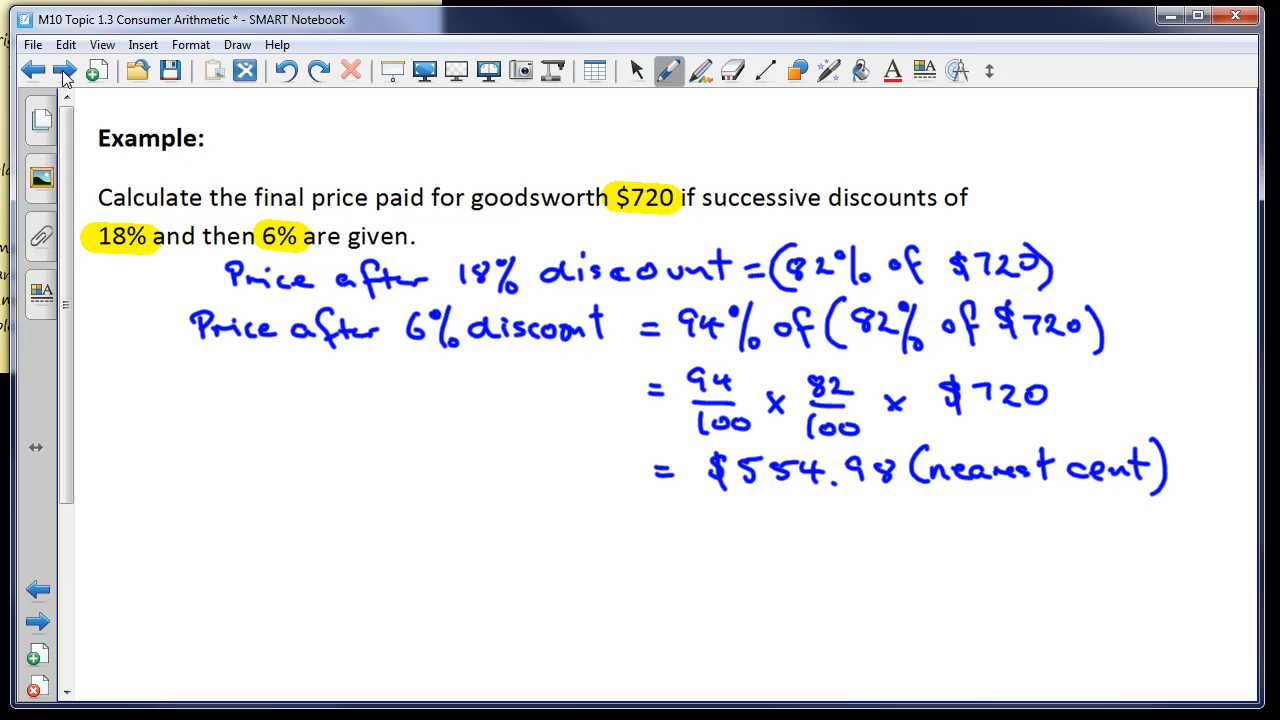 M10 Topic 1.3 Consumer Arithmetic * - SMART Notebook
File Edit View Insert Format Draw Help
Example:
Calculate the final price paid for goodsworth $720 if successive discounts of
18% and then 6% are given.
Price after 18% discount = (82% of $720)
Price after 6% discont = 94% of (82% of $720)
= 94/100 × 82/100 × $720
= $554.98 (nearest cent)